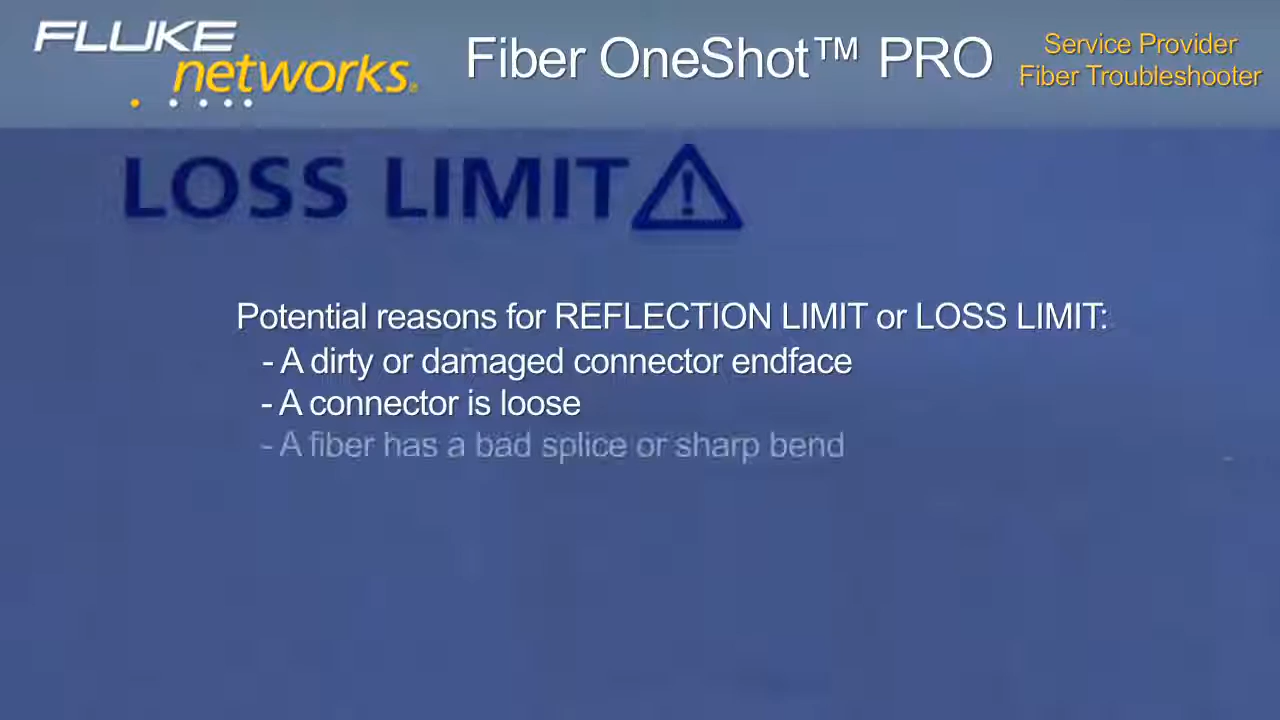 FLUKE
networks®
Fiber OneShot™ PRO
Service Provider
Fiber Troubleshooter
LOSS LIMIT
Potential reasons for REFLECTION LIMIT or LOSS LIMIT:
- A dirty or damaged connector endface
- A connector is loose
- A fiber has a bad splice or sharp bend